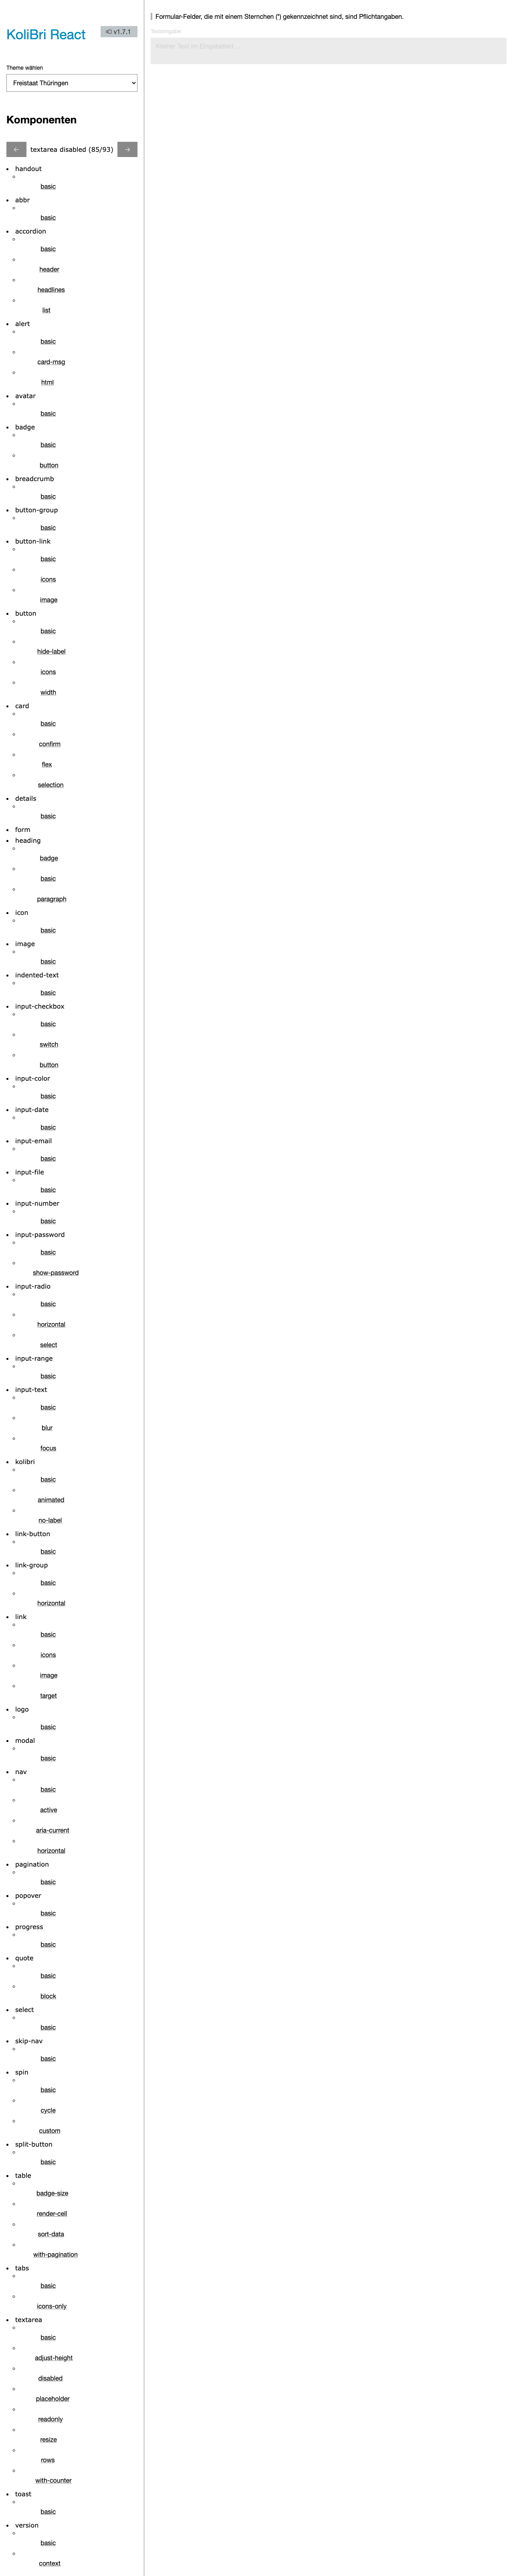 KoliBri React
v1.7.1
Theme wählen
Freistaat Thüringen
Komponenten
← textarea disabled (85/93) →
handout
basic
abbr
basic
accordion
basic
header
headlines
list
alert
basic
card-msg
html
avatar
basic
badge
basic
button
breadcrumb
basic
button-group
basic
button-link
basic
icons
image
button
basic
hide-label
icons
width
card
basic
confirm
flex
selection
details
basic
form
heading
badge
basic
paragraph
icon
basic
image
basic
indented-text
basic
input-checkbox
basic
switch
button
input-color
basic
input-date
basic
input-email
basic
input-file
basic
input-number
basic
input-password
basic
show-password
input-radio
basic
horizontal
select
input-range
basic
input-text
basic
blur
focus
kolibri
basic
animated
no-label
link-button
basic
link-group
basic
horizontal
link
basic
icons
image
target
logo
basic
modal
basic
nav
basic
active
aria-current
horizontal
pagination
basic
popover
basic
progress
basic
quote
basic
block
select
basic
skip-nav
basic
spin
basic
cycle
custom
split-button
basic
table
badge-size
render-cell
sort-data
with-pagination
tabs
basic
icons-only
textarea
basic
adjust-height
disabled
placeholder
readonly
resize
rows
with-counter
toast
basic
version
basic
context
Formular-Felder, die mit einem Sternchen (*) gekennzeichnet sind, sind Pflichtangaben.